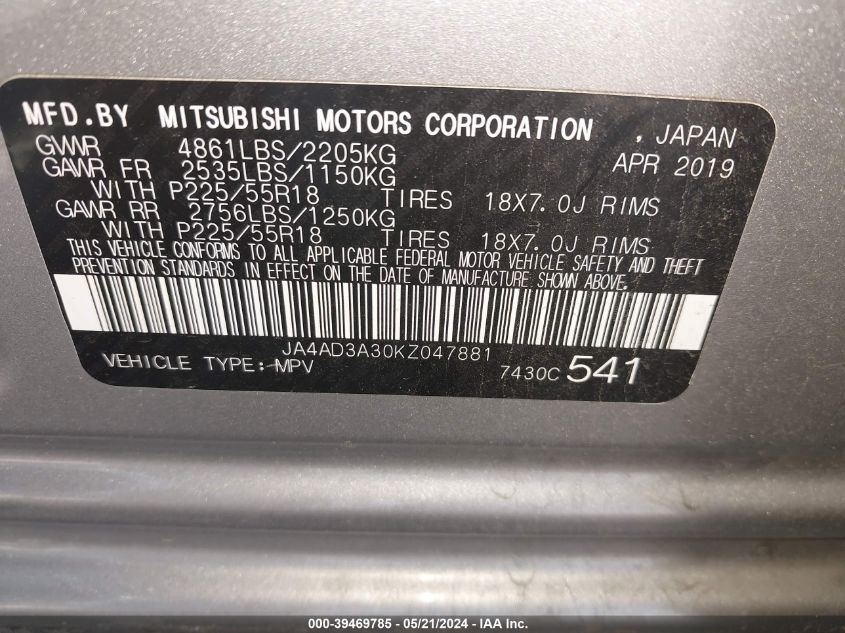 MFD.BY MITSUBISHI MOTORS CORPORATION , JAPAN
GVWR 4861LBS/2205KG APR 2019
GAWR FR 2535LBS/1150KG
WITH P225/55R18 TIRES 18X7.0J RIMS
GAWR RR 2756LBS/1250KG
WITH P225/55R18 TIRES 18X7.0J RIMS
THIS VEHICLE CONFORMS TO ALL APPLICABLE FEDERAL MOTOR VEHICLE SAFETY AND THEFT
PREVENTION STANDARDS IN EFFECT ON THE DATE OF MANUFACTURE SHOWN ABOVE.
JA4AD3A30KZ047881
VEHICLE TYPE: MPV 7430C 541
000-39469785 - 05/21/2024 - IAA Inc.